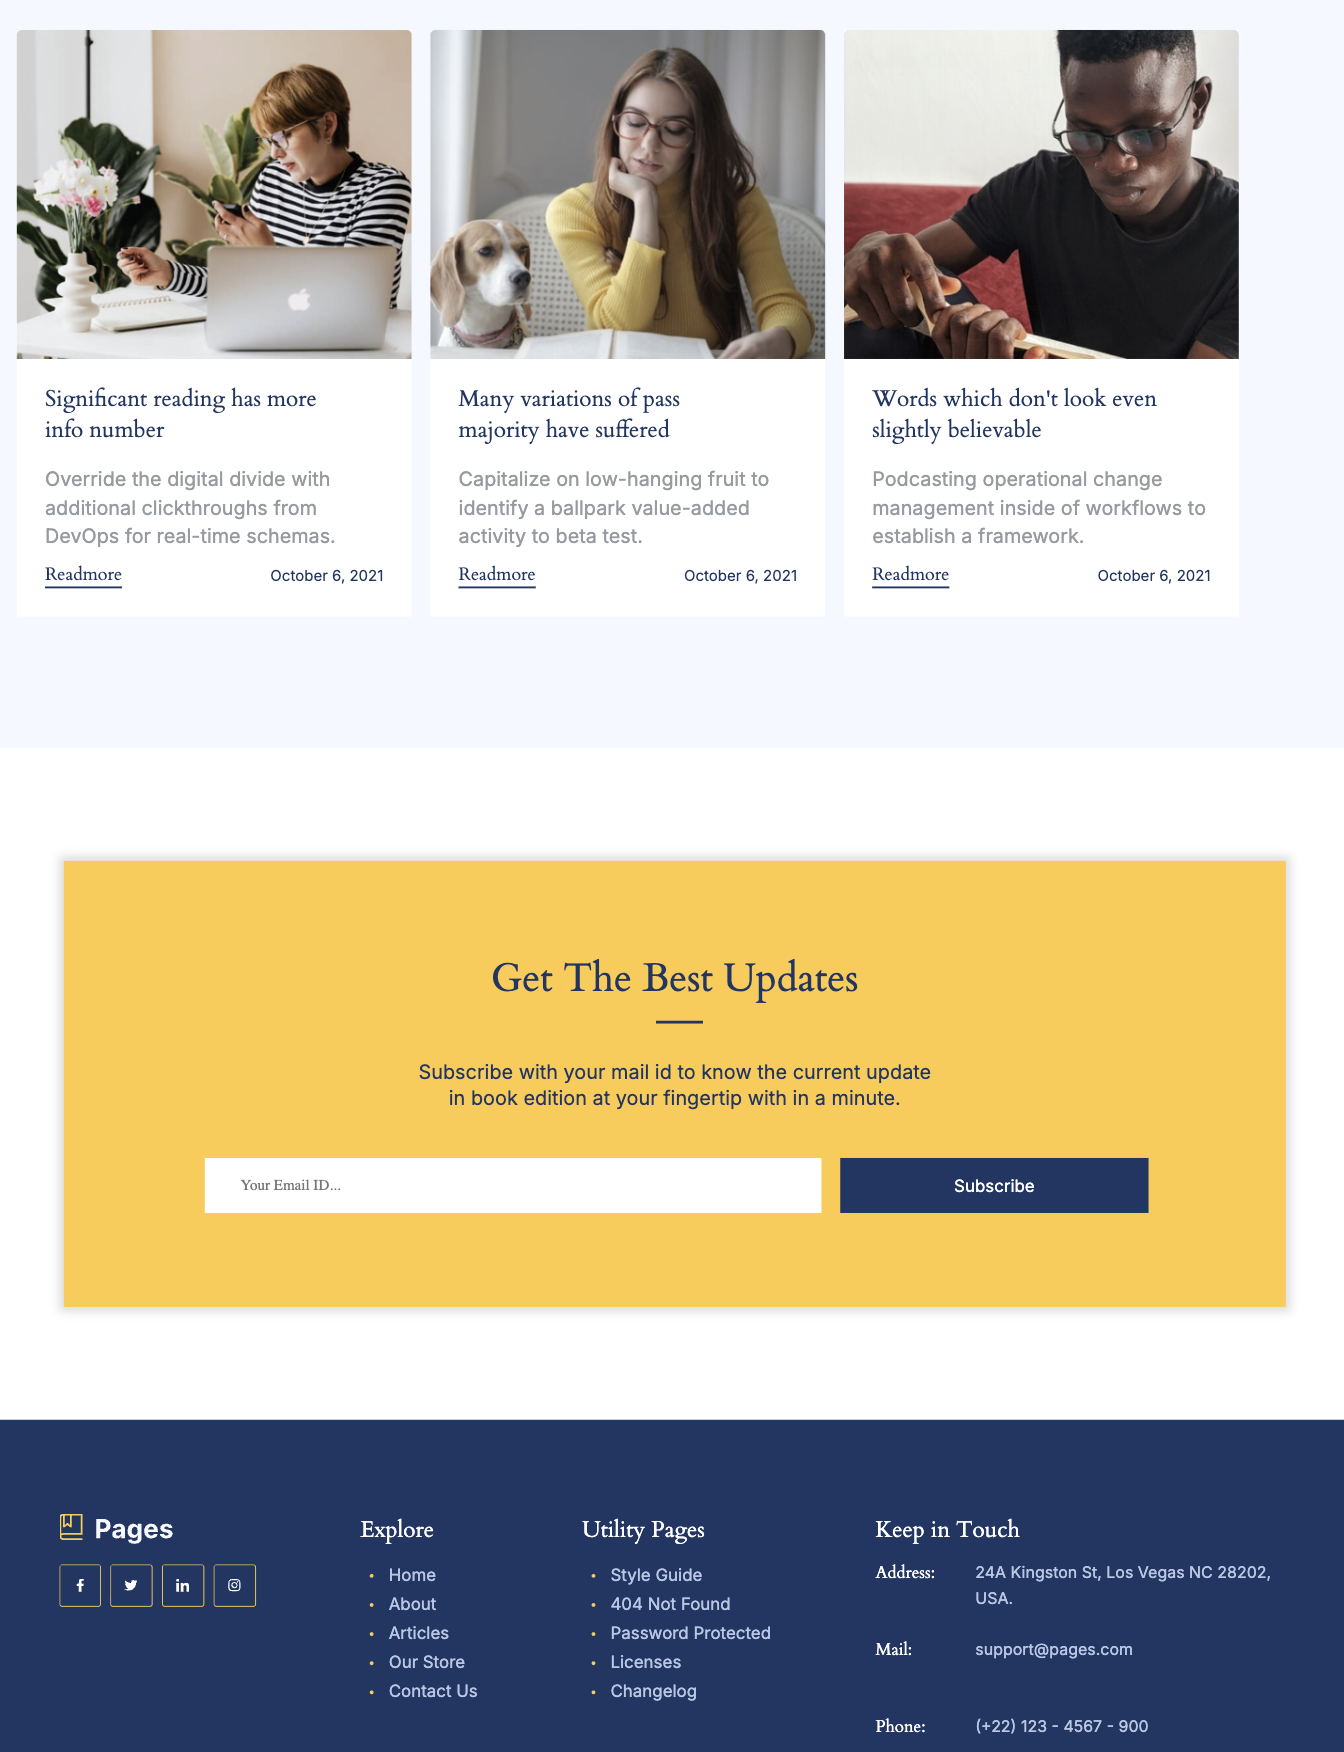 Significant reading has more
info number
Override the digital divide with
additional clickthroughs from
DevOps for real-time schemas.
Readmore
October 6, 2021
Many variations of pass
majority have suffered
Capitalize on low-hanging fruit to
identify a ballpark value-added
activity to beta test.
Readmore
October 6, 2021
Words which don't look even
slightly believable
Podcasting operational change
management inside of workflows to
establish a framework.
Readmore
October 6, 2021
Get The Best Updates
Subscribe with your mail id to know the current update
in book edition at your fingertip with in a minute.
Your Email ID...
Subscribe
Pages
Explore
Home
About
Articles
Our Store
Contact Us
Utility Pages
Style Guide
404 Not Found
Password Protected
Licenses
Changelog
Keep in Touch
Address: 24A Kingston St, Los Vegas NC 28202,
USA.
Mail: support@pages.com
Phone: (+22) 123 - 4567 - 900